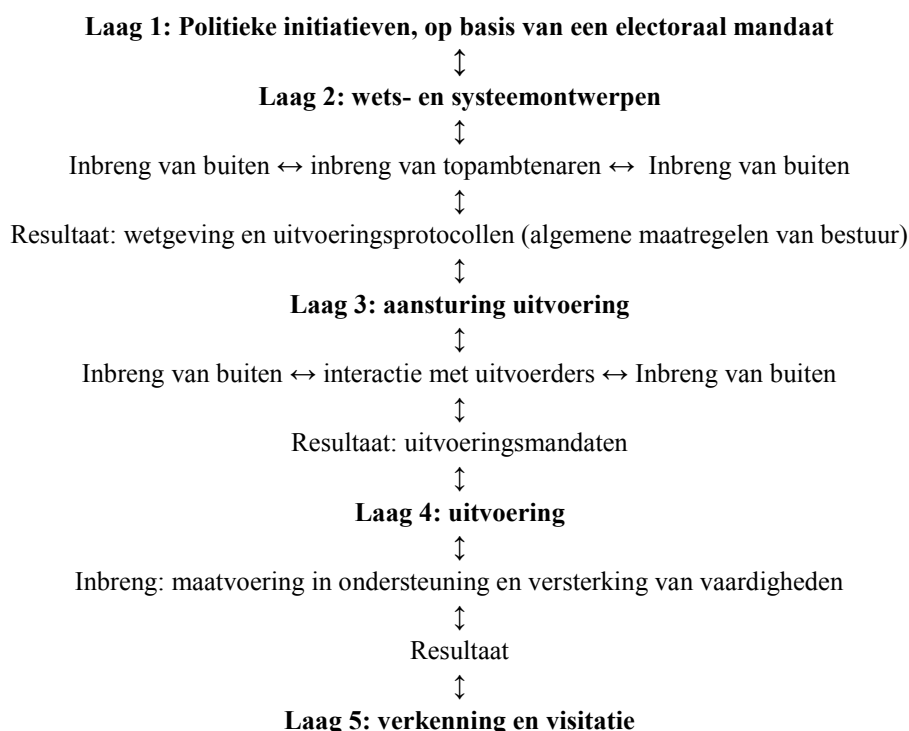 Laag 1: Politieke initiatieven, op basis van een electoraal mandaat
↕
Laag 2: wets- en systeemontwerpen
↕
Inbreng van buiten ↔ inbreng van topambtenaren ↔ Inbreng van buiten
↕
Resultaat: wetgeving en uitvoeringsprotocollen (algemene maatregelen van bestuur)
↕
Laag 3: aansturing uitvoering
↕
Inbreng van buiten ↔ interactie met uitvoerders ↔ Inbreng van buiten
↕
Resultaat: uitvoeringsmandaten
↕
Laag 4: uitvoering
↕
Inbreng: maatvoering in ondersteuning en versterking van vaardigheden
↕
Resultaat
↕
Laag 5: verkenning en visitatie